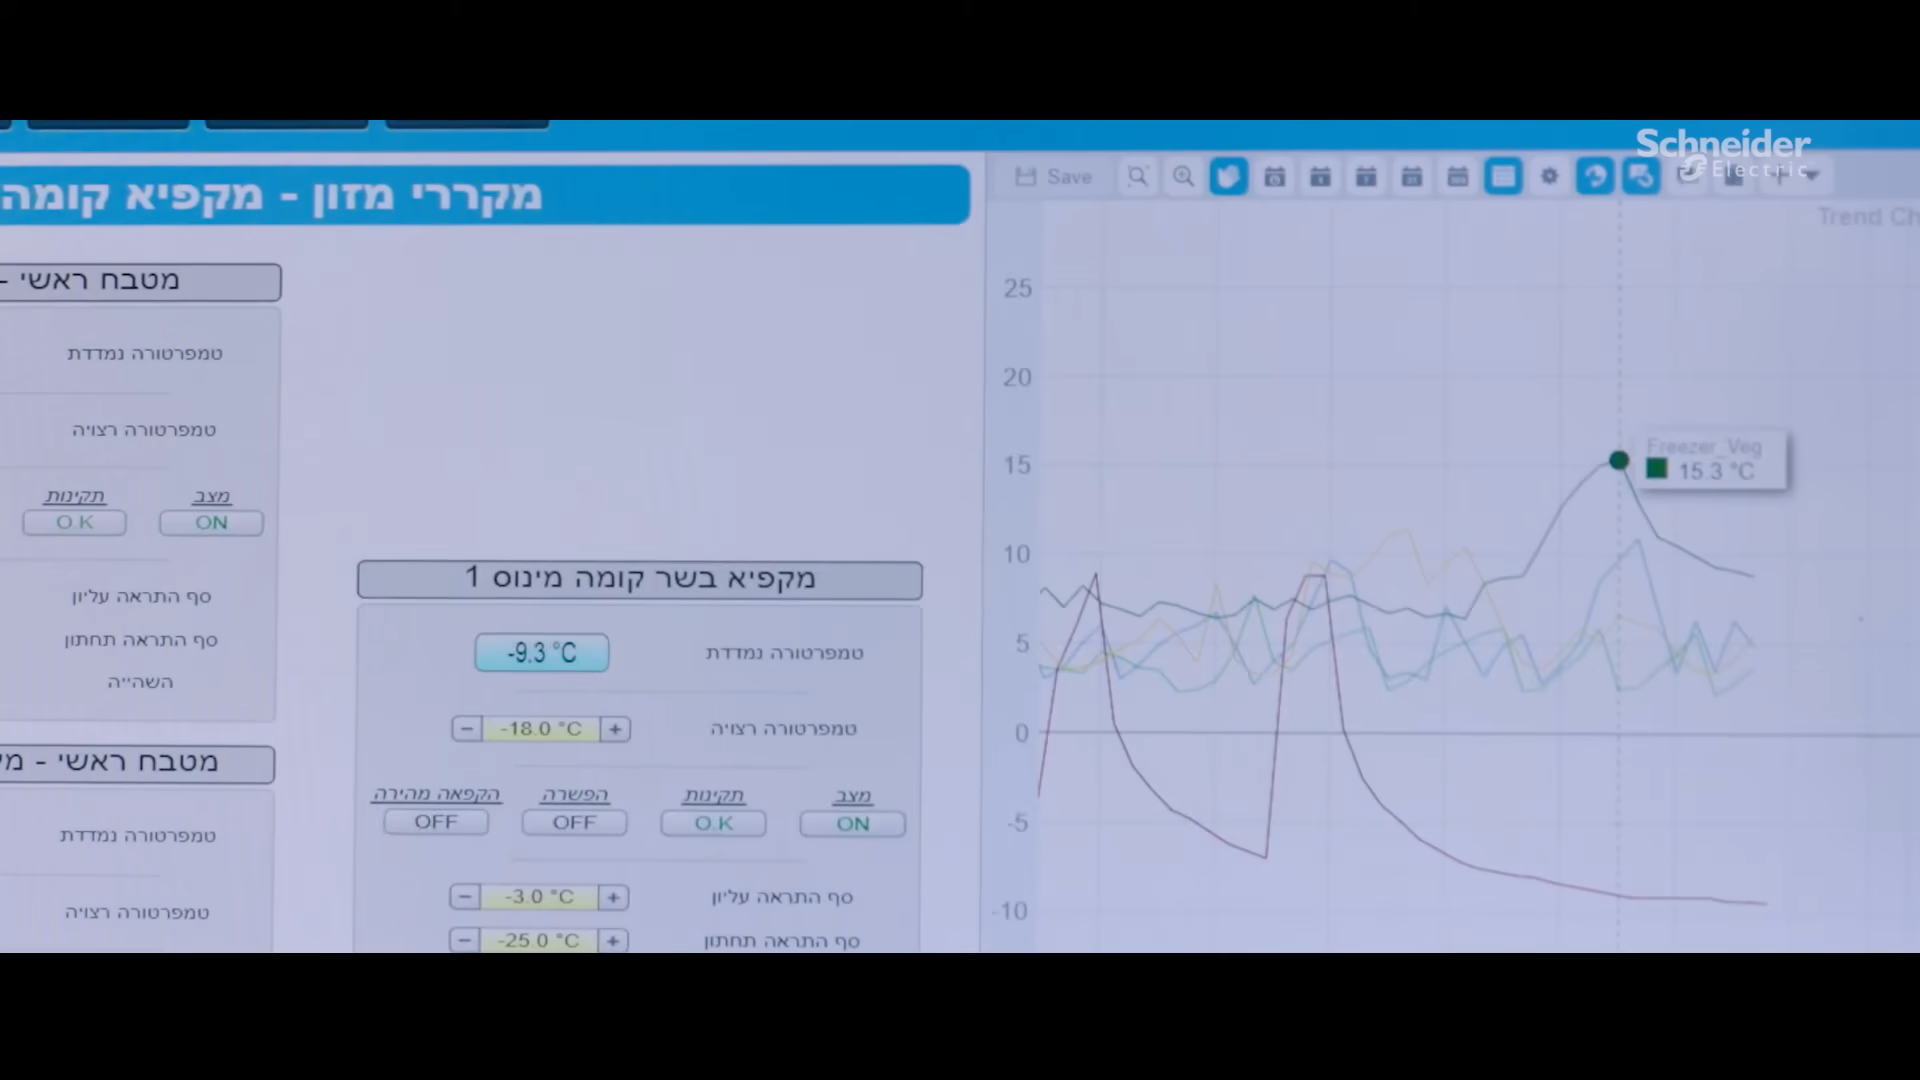 Schneider
Electric
מקררי מזון - מקפיא קומה
Save
Trend Ch
מטבח ראשי -
טמפרטורה נמדדת
טמפרטורה רצויה
מצב
תקינות
ON
O.K
סף התראה עליון
סף התראה תחתון
השהייה
מטבח ראשי -
טמפרטורה נמדדת
טמפרטורה רצויה
מקפיא בשר קומה מינוס 1
טמפרטורה נמדדת
-9.3 °C
טמפרטורה רצויה
− -18.0 °C +
מצב
תקינות
הפשרה
הקפאה מהירה
ON
O.K
OFF
OFF
סף התראה עליון
− -3.0 °C +
סף התראה תחתון
− -25.0 °C +
25
20
15
10
5
0
-5
-10
Freezer_Veg
15.3 °C